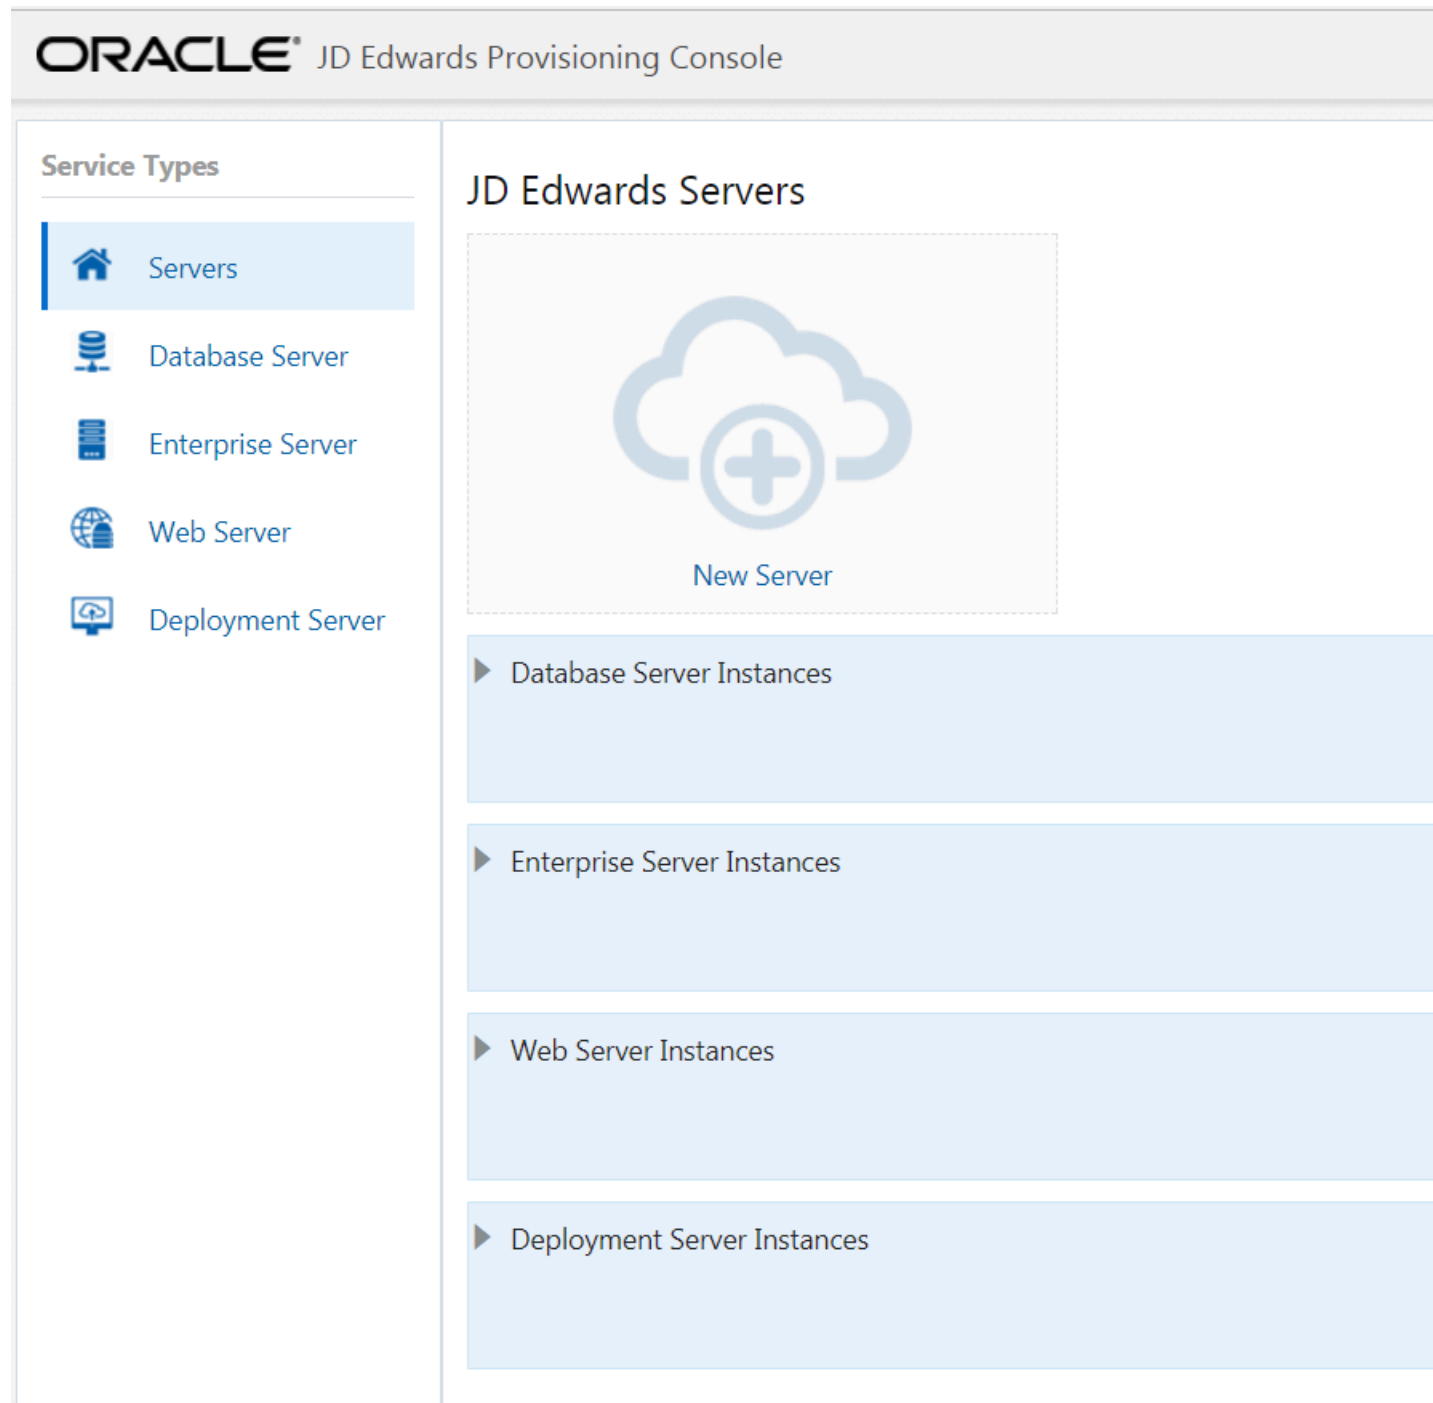 ORACLE® JD Edwards Provisioning Console
Service Types
Servers
Database Server
Enterprise Server
Web Server
Deployment Server
JD Edwards Servers
New Server
Database Server Instances
Enterprise Server Instances
Web Server Instances
Deployment Server Instances